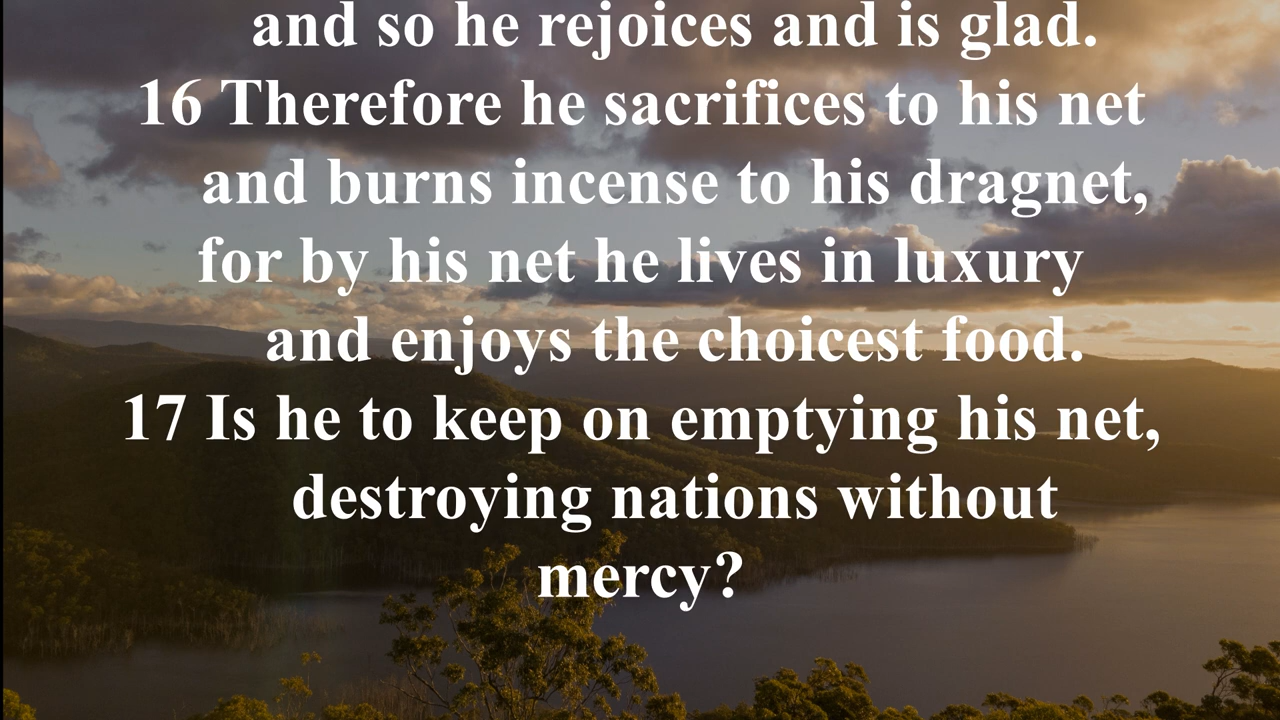 and so he rejoices and is glad.
16 Therefore he sacrifices to his net
and burns incense to his dragnet,
for by his net he lives in luxury
and enjoys the choicest food.
17 Is he to keep on emptying his net,
destroying nations without
mercy?